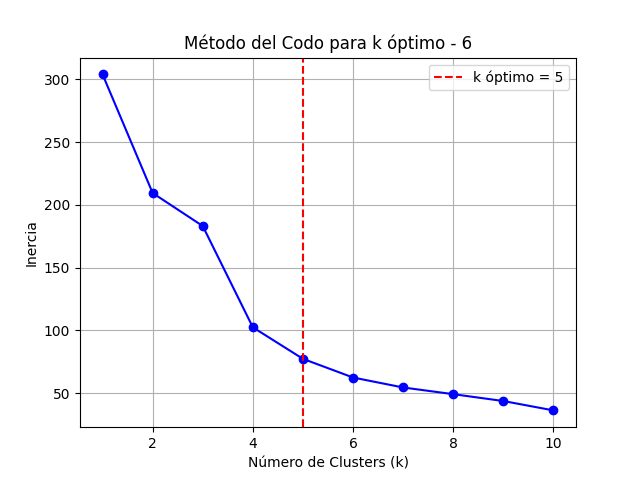 Método del Codo para k óptimo - 6
k óptimo = 5
300
250
200
150
100
50
Inercia
2 4 6 8 10
Número de Clusters (k)